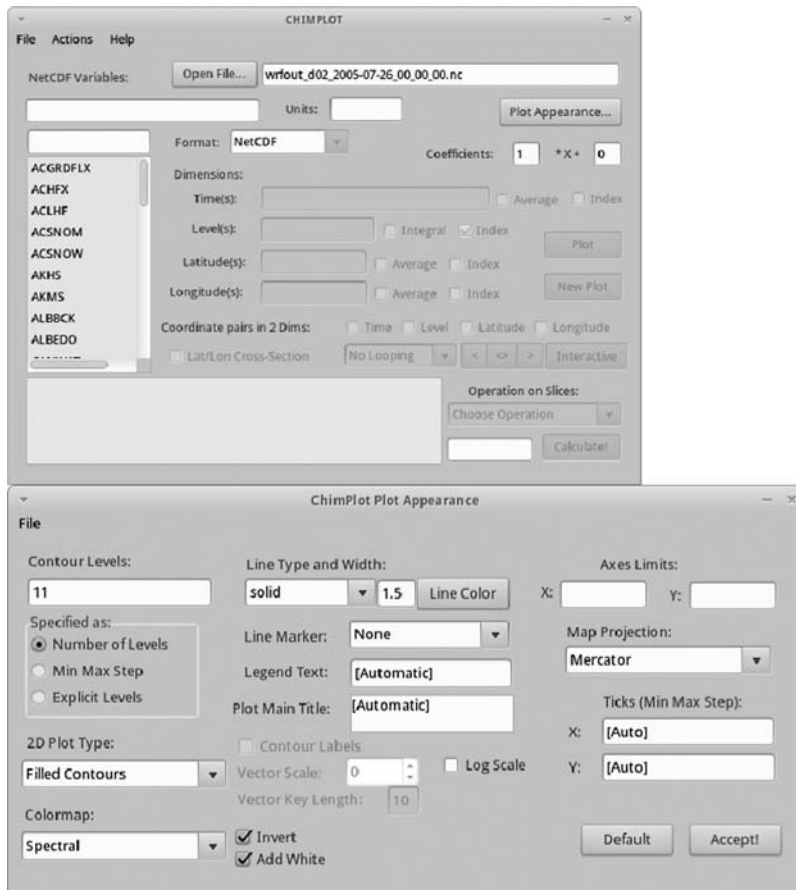 CHIMPLOT
File Actions Help
NetCDF Variables: Open File... wrfout_d02_2005-07-26_00_00_00.nc
Units: Plot Appearance...
Format: NetCDF
Coefficients: 1 *X+ 0
ACGRDFLX
ACHFX
ACLHF
ACSNOM
ACSNOW
AKHS
AKMS
ALBBCK
ALBEDO
Dimensions:
Time(s): Average Index
Level(s): Integral Index
Plot
Latitude(s): Average Index
Longitude(s): Average Index
New Plot
Coordinate pairs in 2 Dims: Time Level Latitude Longitude
Lat/Lon Cross-Section No Looping < <> > Interactive
Operation on Slices:
Choose Operation
Calculate!
ChimPlot Plot Appearance
File
Contour Levels:
11
Specified as:
Number of Levels
Min Max Step
Explicit Levels
2D Plot Type:
Filled Contours
Colormap:
Spectral
Line Type and Width:
solid 1.5 Line Color
Line Marker: None
Legend Text: [Automatic]
Plot Main Title: [Automatic]
Contour Labels
Vector Scale: 0 Log Scale
Vector Key Length: 10
Invert
Add White
Axes Limits:
X: Y:
Map Projection:
Mercator
Ticks (Min Max Step):
X: [Auto]
Y: [Auto]
Default Accept!